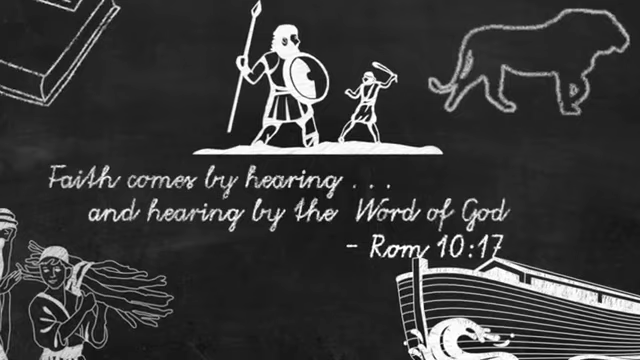 Faith comes by hearing . . .
and hearing by the Word of God
- Rom 10:17